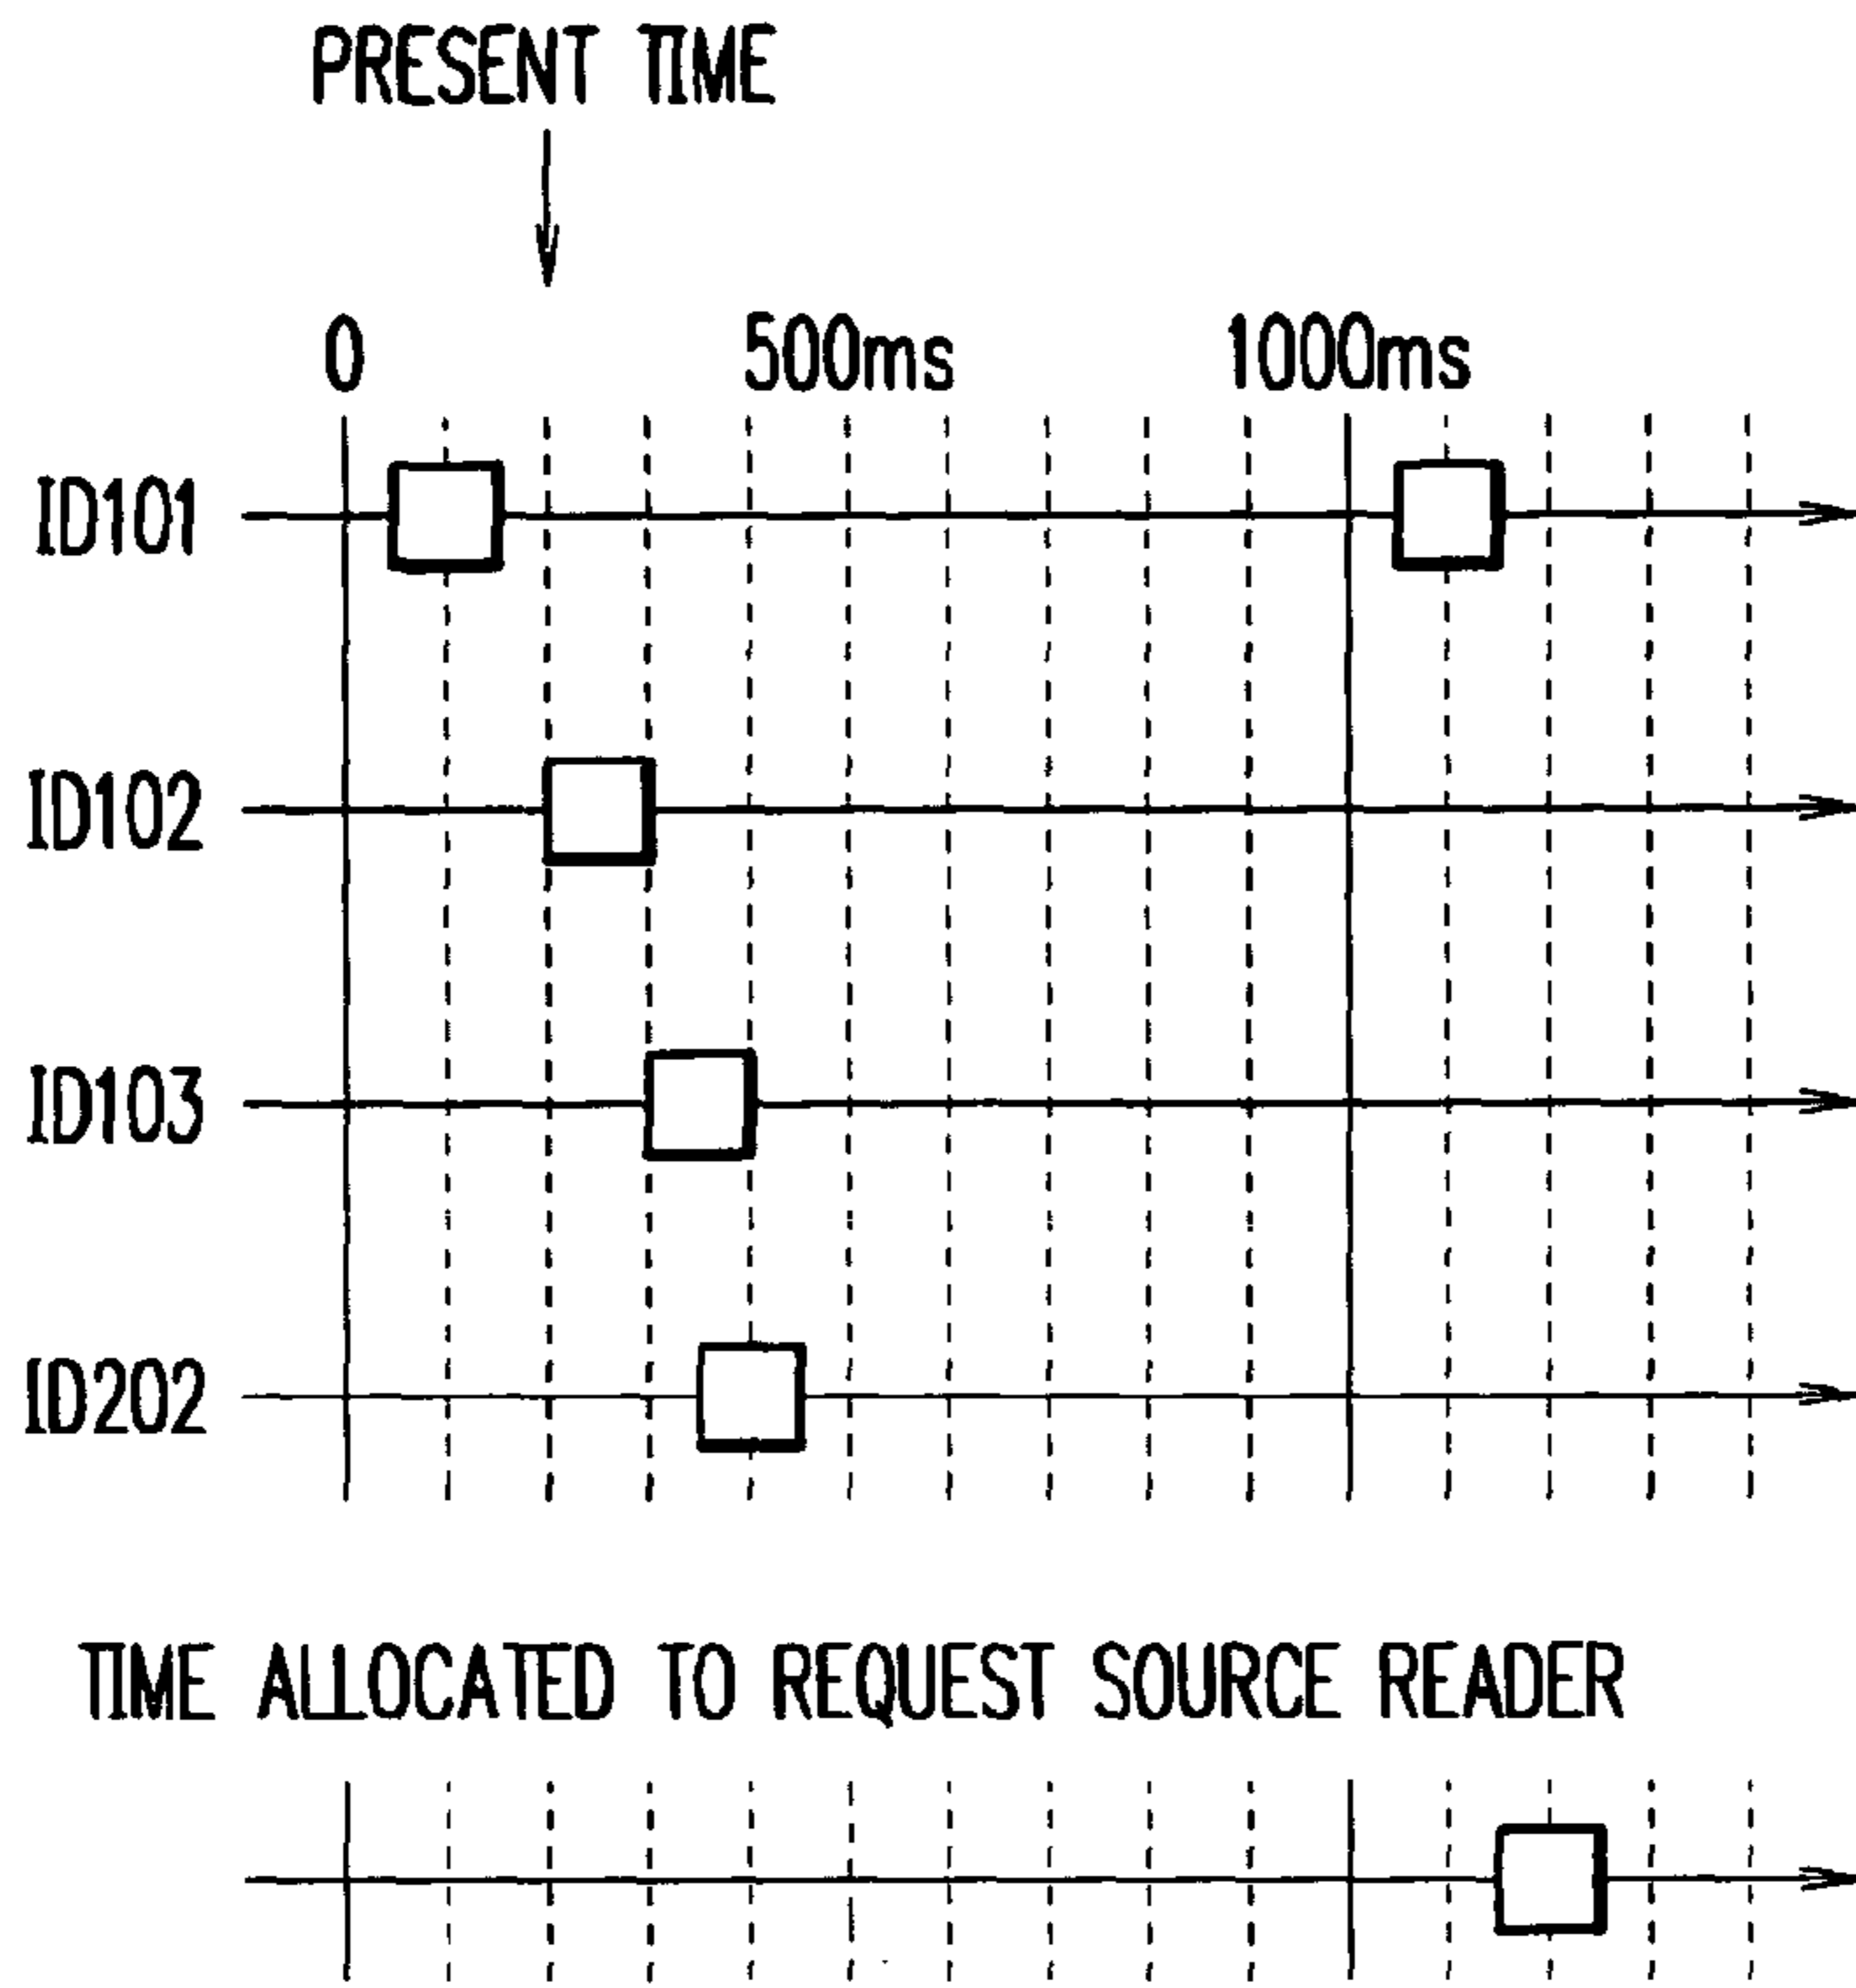 PRESENT TIME
0 500ms 1000ms
ID101
ID102
ID103
ID202
TIME ALLOCATED TO REQUEST SOURCE READER